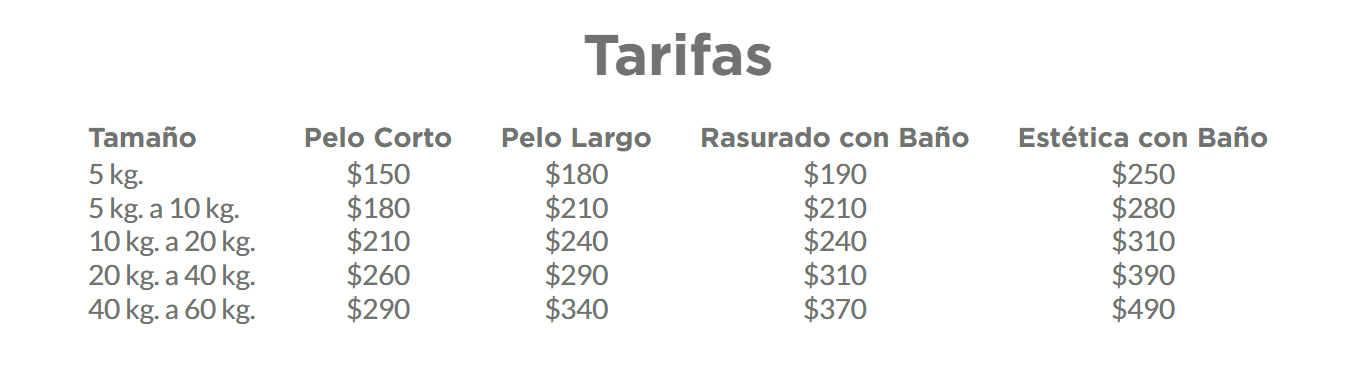 Tarifas
Tamaño Pelo Corto Pelo Largo Rasurado con Baño Estética con Baño
5 kg. $150 $180 $190 $250
5 kg. a 10 kg. $180 $210 $210 $280
10 kg. a 20 kg. $210 $240 $240 $310
20 kg. a 40 kg. $260 $290 $310 $390
40 kg. a 60 kg. $290 $340 $370 $490